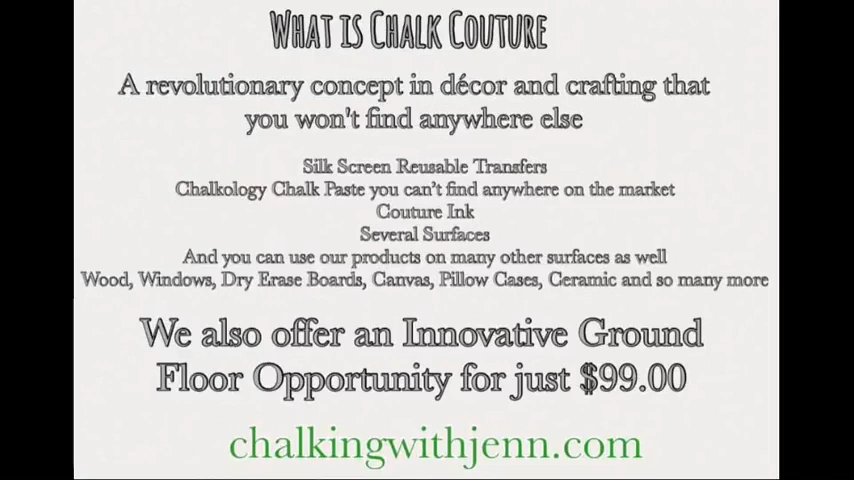 What is Chalk Couture
A revolutionary concept in décor and crafting that
you won't find anywhere else
Silk Screen Reusable Transfers
Chalkology Chalk Paste you can't find anywhere on the market
Couture Ink
Several Surfaces
And you can use our products on many other surfaces as well
Wood, Windows, Dry Erase Boards, Canvas, Pillow Cases, Ceramic and so many more
We also offer an Innovative Ground
Floor Opportunity for just $99.00
chalkingwithjenn.com